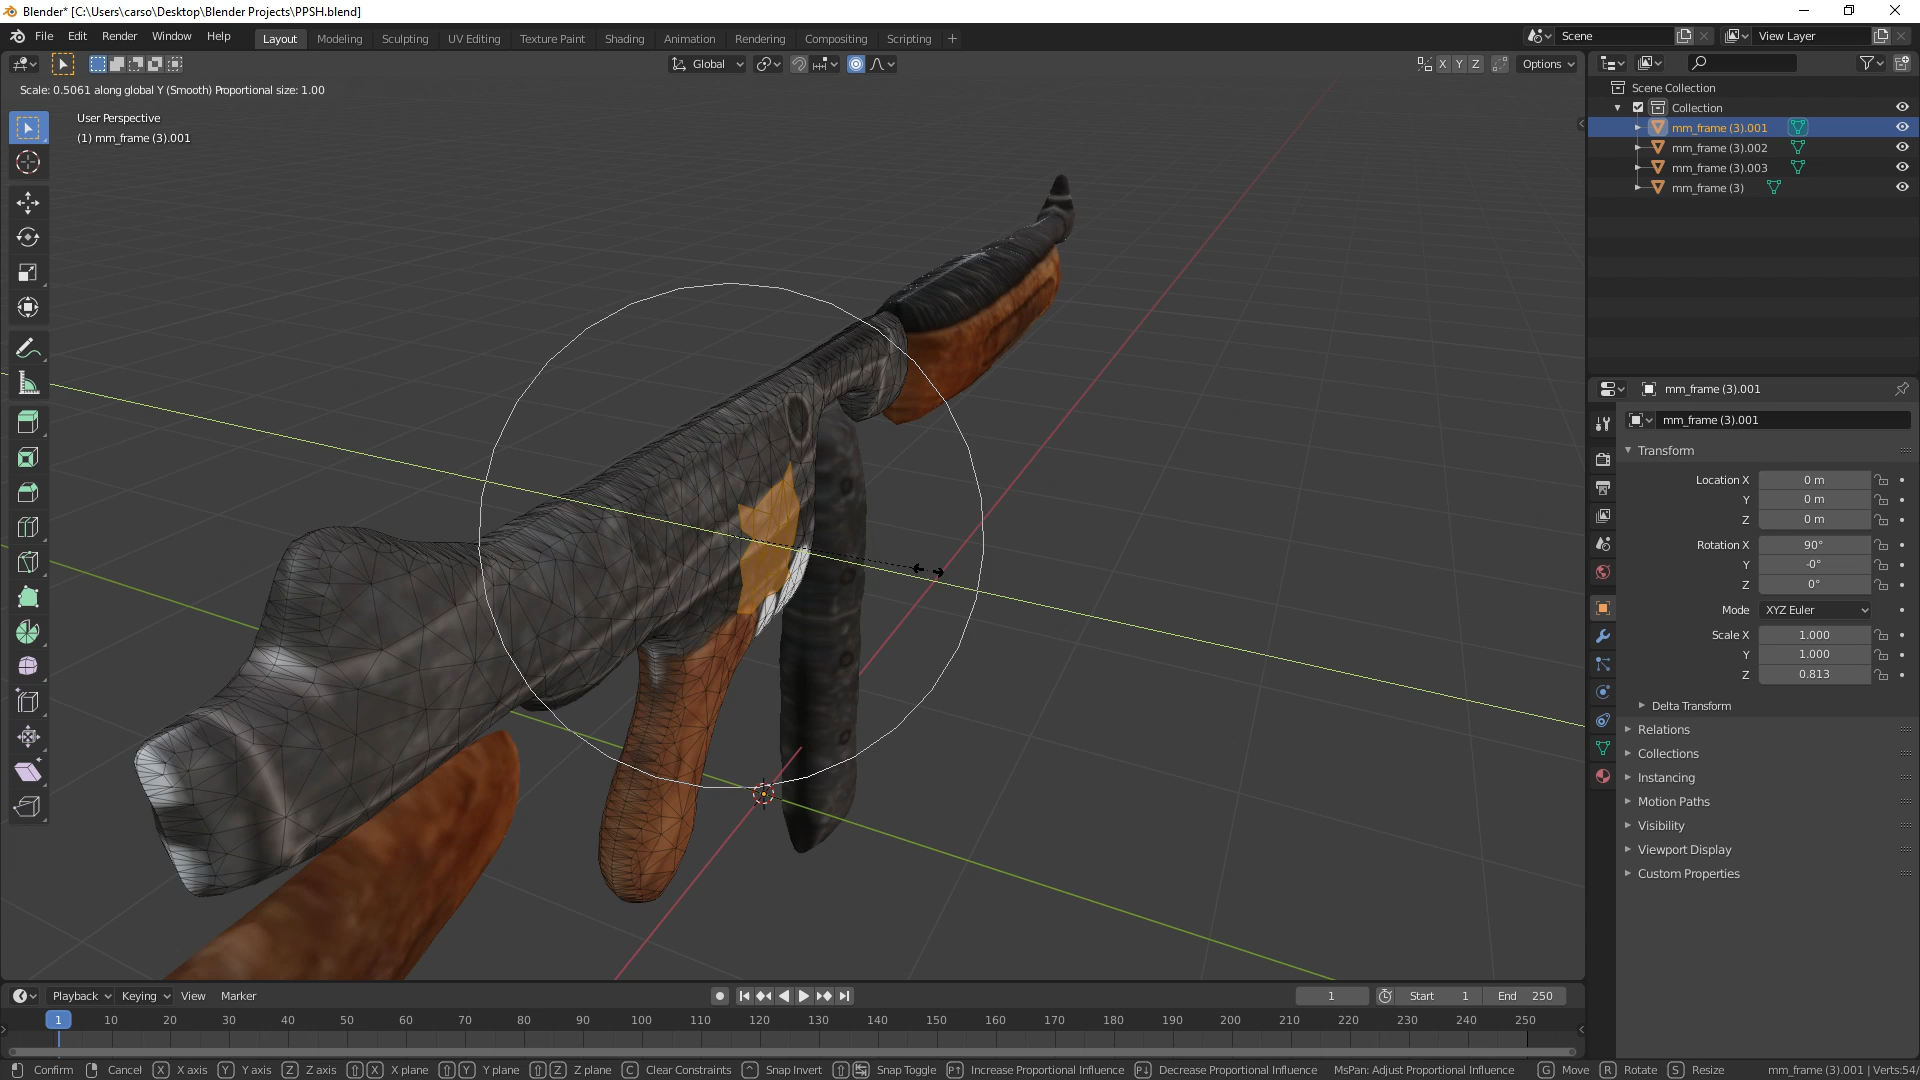 Blender* [C:\Users\carso\Desktop\Blender Projects\PPSH.blend]
File Edit Render Window Help Layout Modeling Sculpting UV Editing Texture Paint Shading Animation Rendering Compositing Scripting + Scene View Layer
Global X Y Z Options
Scale: 0.5061 along global Y (Smooth) Proportional size: 1.00
User Perspective
(1) mm_frame (3).001
Scene Collection
Collection
mm_frame (3).001
mm_frame (3).002
mm_frame (3).003
mm_frame (3)
mm_frame (3).001
mm_frame (3).001
Transform
Location X 0 m
Y 0 m
Z 0 m
Rotation X 90°
Y -0°
Z 0°
Mode XYZ Euler
Scale X 1.000
Y 1.000
Z 0.813
Delta Transform
Relations
Collections
Instancing
Motion Paths
Visibility
Viewport Display
Custom Properties
Playback Keying View Marker 1 Start 1 End 250
1 10 20 30 40 50 60 70 80 90 100 110 120 130 140 150 160 170 180 190 200 210 220 230 240 250
Confirm Cancel X X axis Y Y axis Z Z axis X X plane Y Y plane Z Z plane C Clear Constraints ^ Snap Invert Snap Toggle P↑ Increase Proportional Influence P↓ Decrease Proportional Influence MsPan: Adjust Proportional Influence G Move R Rotate S Resize mm_frame (3).001 | Verts:54/